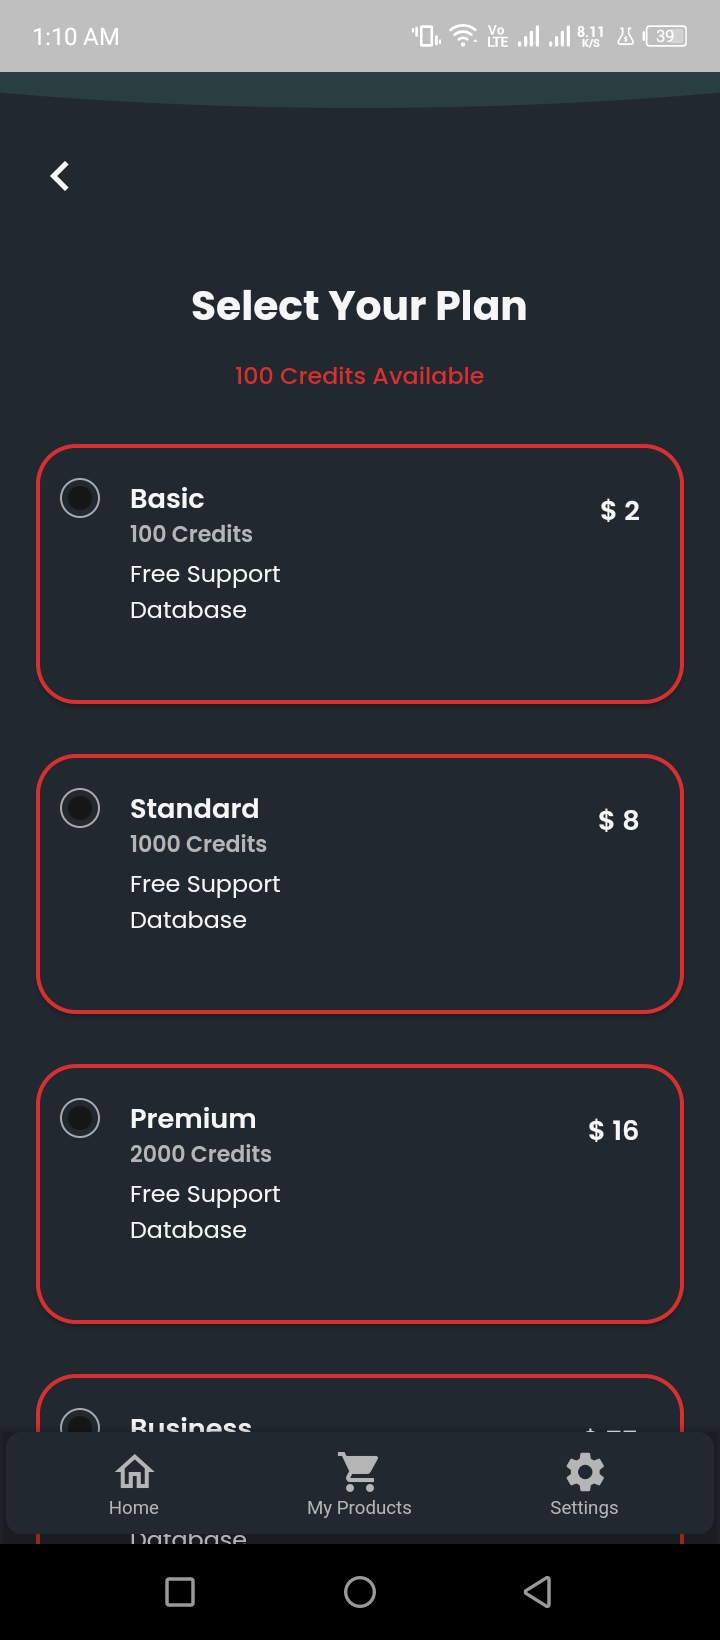 1:10 AM
Vo
LTE
8.11
K/S
39
Select Your Plan
100 Credits Available
Basic
$ 2
100 Credits
Free Support
Database
Standard
$ 8
1000 Credits
Free Support
Database
Premium
$ 16
2000 Credits
Free Support
Database
Business
Home
My Products
Settings
Database